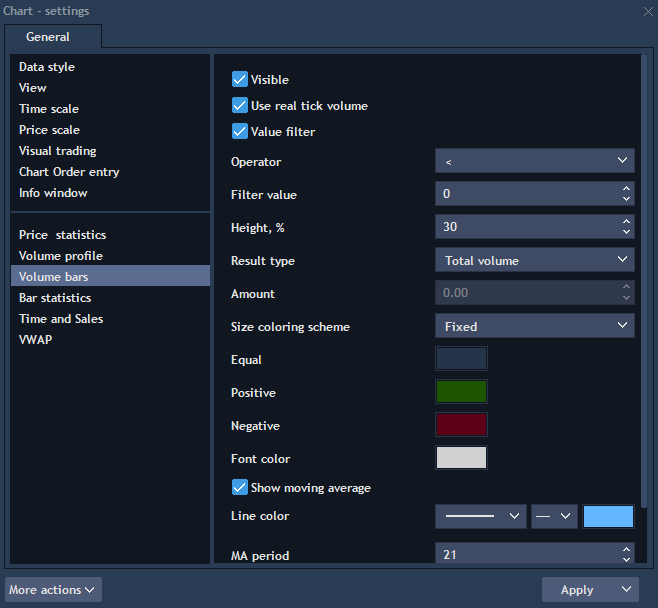 Chart - settings
General
Data style
View
Time scale
Price scale
Visual trading
Chart Order entry
Info window
Price statistics
Volume profile
Volume bars
Bar statistics
Time and Sales
VWAP
Visible
Use real tick volume
Value filter
Operator <
Filter value 0
Height, % 30
Result type Total volume
Amount 0.00
Size coloring scheme Fixed
Equal
Positive
Negative
Font color
Show moving average
Line color
MA period 21
More actions
Apply